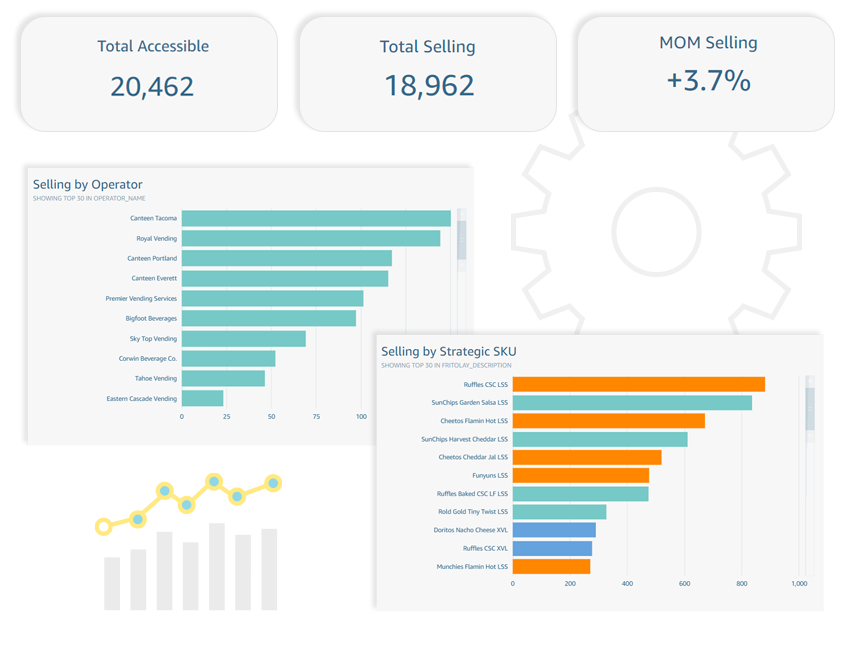 Total Accessible
20,462
Total Selling
18,962
MOM Selling
+3.7%
Selling by Operator
SHOWING TOP 30 IN OPERATOR_NAME
Canteen Tacoma
Royal Vending
Canteen Portland
Canteen Everett
Premier Vending Services
Bigfoot Beverages
Sky Top Vending
Corwin Beverage Co.
Tahoe Vending
Eastern Cascade Vending
0 25 50 75 100
Selling by Strategic SKU
SHOWING TOP 30 IN FRITOLAY_DESCRIPTION
Ruffles CSC LSS
SunChips Garden Salsa LSS
Cheetos Flamin Hot LSS
SunChips Harvest Cheddar LSS
Cheetos Cheddar Jal LSS
Funyuns LSS
Ruffles Baked CSC LF LSS
Rold Gold Tiny Twist LSS
Doritos Nacho Cheese XVL
Ruffles CSC XVL
Munchies Flamin Hot LSS
0 200 400 600 800 1,000